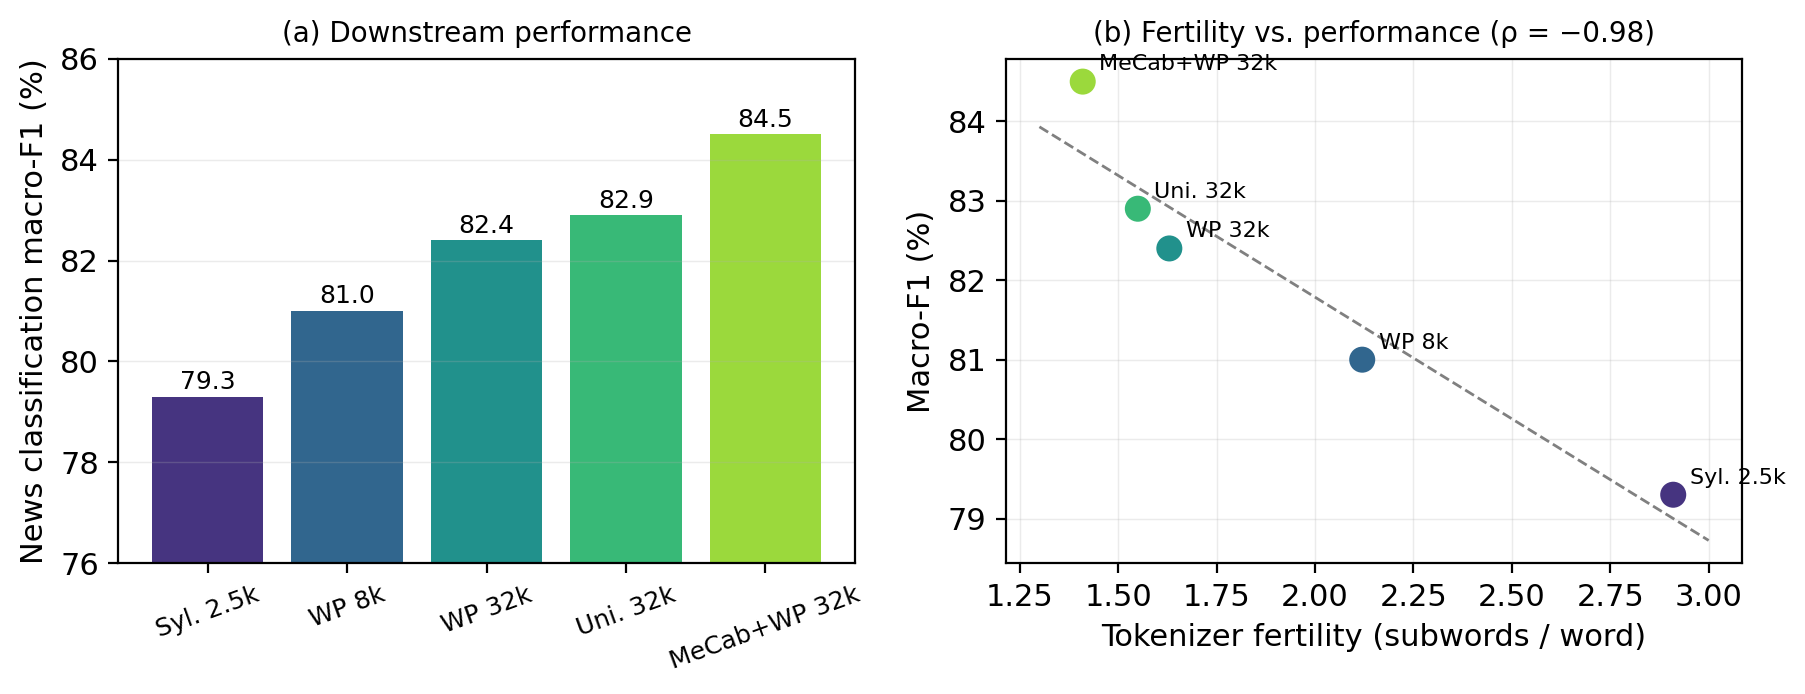 (a) Downstream performance
News classification macro-F1 (%)
86
84
82
80
78
76
79.3
81.0
82.4
82.9
84.5
Syl. 2.5k
WP 8k
WP 32k
Uni. 32k
MeCab+WP 32k
(b) Fertility vs. performance (ρ = −0.98)
Macro-F1 (%)
84
83
82
81
80
79
MeCab+WP 32k
Uni. 32k
WP 32k
WP 8k
Syl. 2.5k
1.25 1.50 1.75 2.00 2.25 2.50 2.75 3.00
Tokenizer fertility (subwords / word)